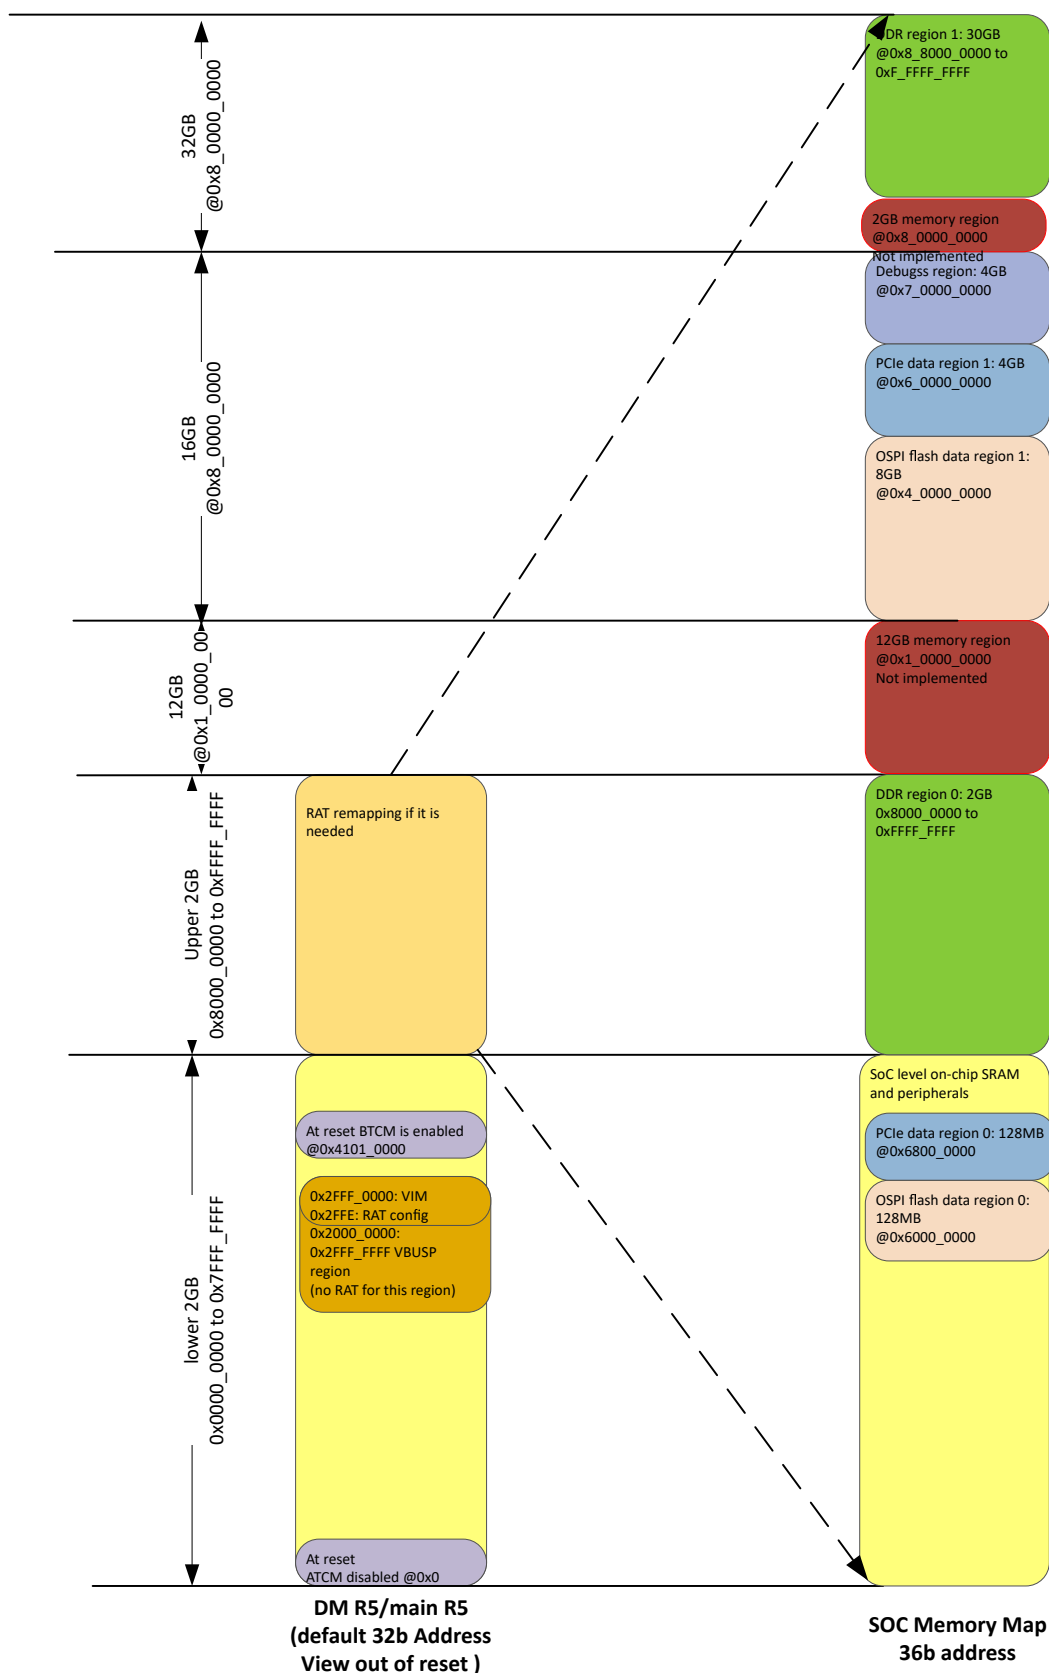 DDR region 1: 30GB
@0x8_8000_0000 to
0xF_FFFF_FFFF
32GB
@0x8_0000_0000
2GB memory region
@0x8_0000_0000
Not implemented
Debugss region: 4GB
@0x7_0000_0000
PCIe data region 1: 4GB
@0x6_0000_0000
16GB
@0x8_0000_0000
OSPI flash data region 1:
8GB
@0x4_0000_0000
12GB
@0x1_0000_00
00
12GB memory region
@0x1_0000_0000
Not implemented
Upper 2GB
0x8000_0000 to 0xFFFF_FFFF
RAT remapping if it is
needed
DDR region 0: 2GB
0x8000_0000 to
0xFFFF_FFFF
lower 2GB
0x0000_0000 to 0x7FFF_FFFF
At reset BTCM is enabled
@0x4101_0000
0x2FFF_0000: VIM
0x2FFE: RAT config
0x2000_0000:
0x2FFF_FFFF VBUSP
region
(no RAT for this region)
At reset
ATCM disabled @0x0
SoC level on-chip SRAM
and peripherals
PCIe data region 0: 128MB
@0x6800_0000
OSPI flash data region 0:
128MB
@0x6000_0000
DM R5/main R5
(default 32b Address
View out of reset )
SOC Memory Map
36b address